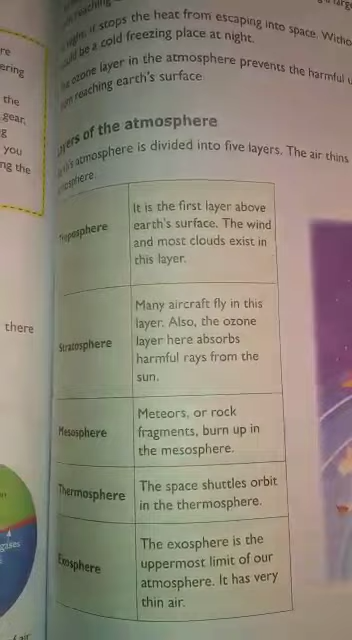 reaching
it stops the heat from escaping into space. Witho
be a cold freezing place at night.
ozone layer in the atmosphere prevents the harmful u
reaching earth's surface
of the atmosphere
atmosphere is divided into five layers. The air thins
It is the first layer above
earth's surface. The wind
and most clouds exist in
this layer.
Stratosphere
Many aircraft fly in this
layer. Also, the ozone
layer here absorbs
harmful rays from the
sun.
Mesosphere
Meteors, or rock
fragments, burn up in
the mesosphere.
Thermosphere
The space shuttles orbit
in the thermosphere.
Exosphere
The exosphere is the
uppermost limit of our
atmosphere. It has very
thin air.
re
ering
the
gear,
g
you
ng the
there
gases